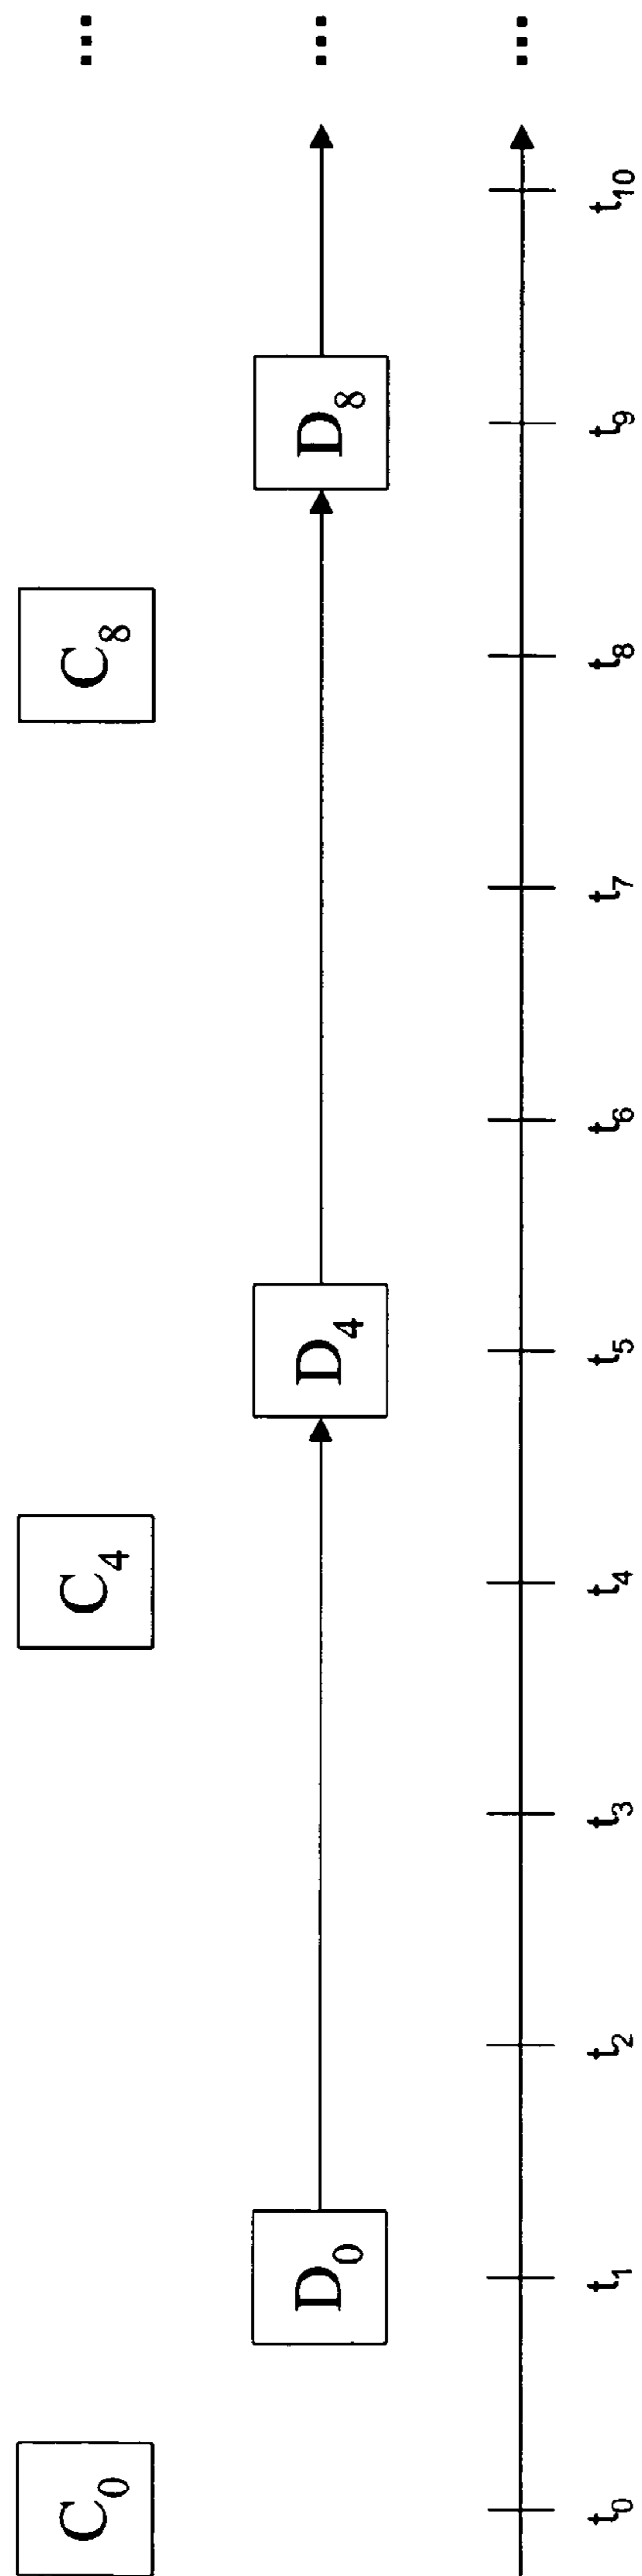 C₀ C₄ C₈ ...
D₀ D₄ D₈ ...
...
t₀ t₁ t₂ t₃ t₄ t₅ t₆ t₇ t₈ t₉ t₁₀